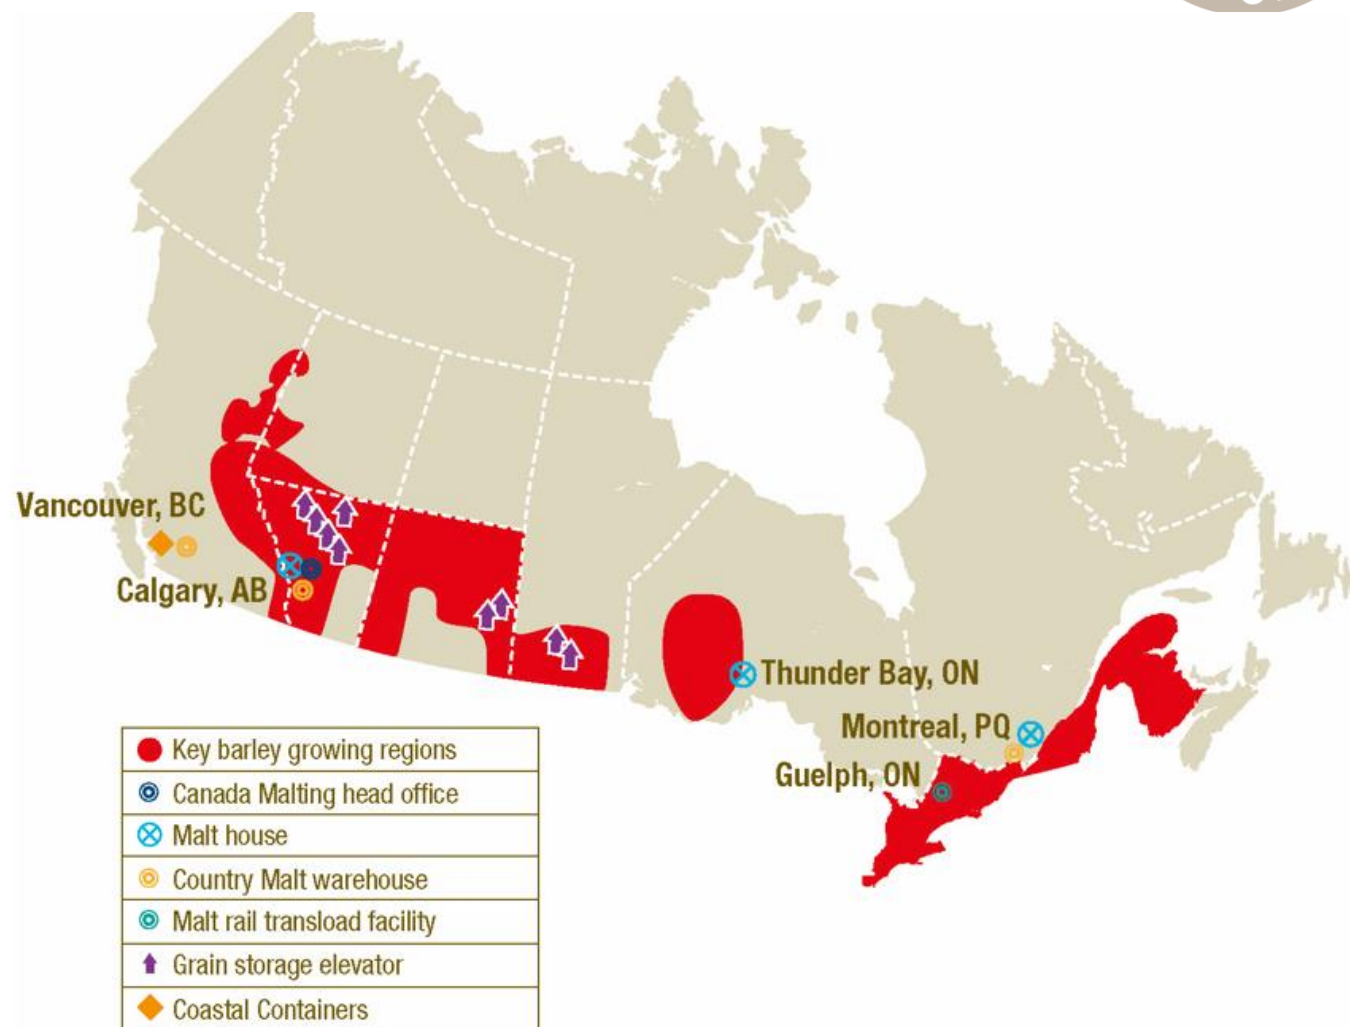 Vancouver, BC
Calgary, AB
Thunder Bay, ON
Montreal, PQ
Guelph, ON
Key barley growing regions
Canada Malting head office
Malt house
Country Malt warehouse
Malt rail transload facility
Grain storage elevator
Coastal Containers